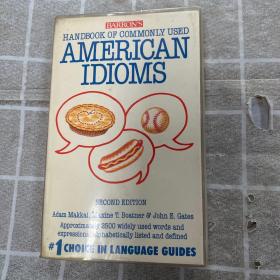 BARRON'S
HANDBOOK OF COMMONLY USED
AMERICAN
IDIOMS
SECOND EDITION
Adam Makkai, Maxine T. Boatner & John E. Gates
Approximately 2500 widely used words and
expressions alphabetically listed and defined
#1 CHOICE IN LANGUAGE GUIDES